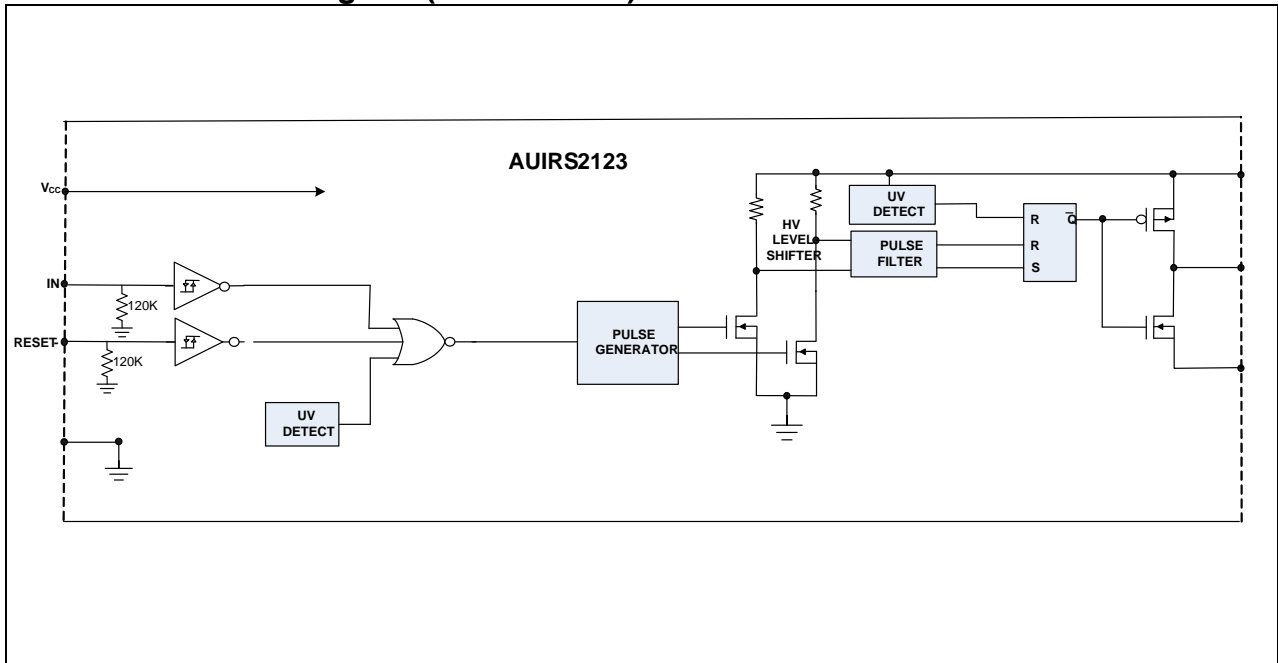 AUIRS2123
VCC
IN
120K
RESET-
120K
UV
DETECT
PULSE
GENERATOR
HV
LEVEL
SHIFTER
UV
DETECT
PULSE
FILTER
R
R
S
Q̅